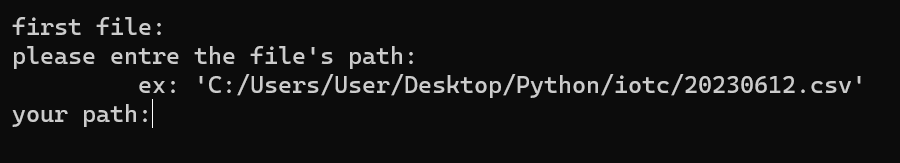 first file:
please entre the file's path:
ex: 'C:/Users/User/Desktop/Python/iotc/20230612.csv'
your path: